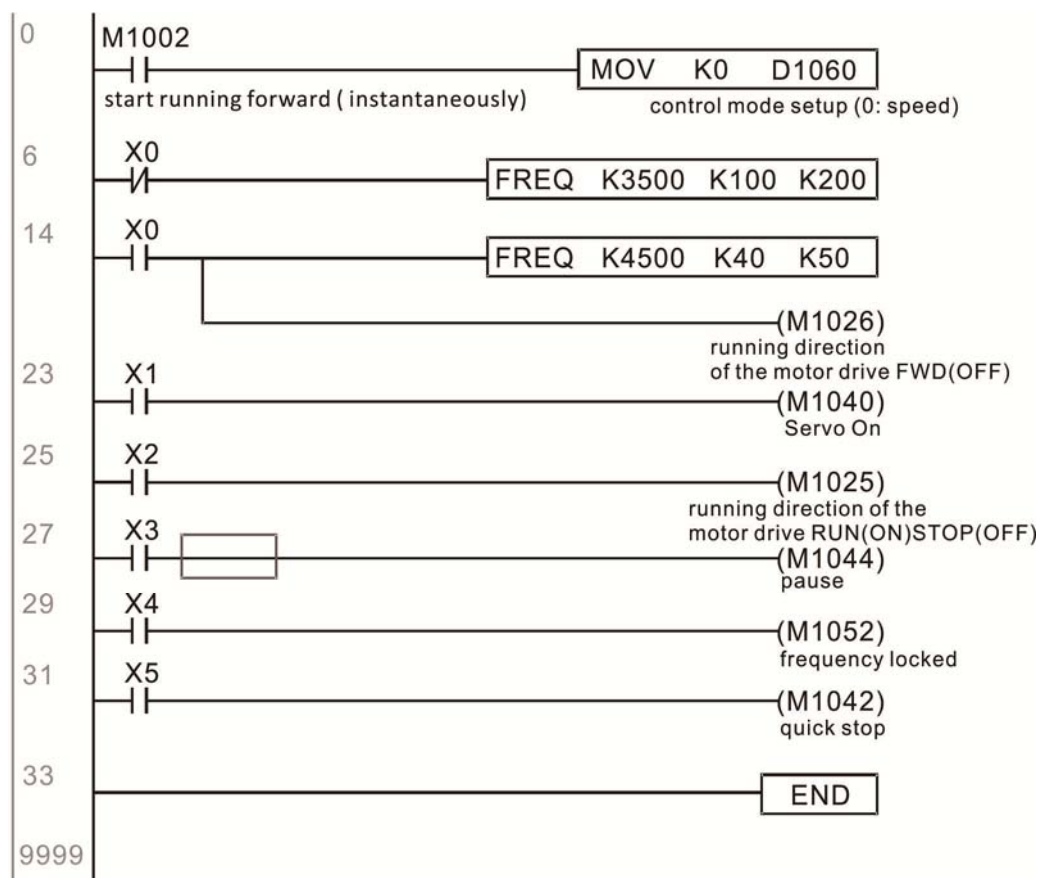 0
M1002
MOV K0 D1060
start running forward ( instantaneously)
control mode setup (0: speed)
6
X0
FREQ K3500 K100 K200
14
X0
FREQ K4500 K40 K50
(M1026)
running direction
of the motor drive FWD(OFF)
23
X1
(M1040)
Servo On
25
X2
(M1025)
running direction of the
motor drive RUN(ON)STOP(OFF)
27
X3
(M1044)
pause
29
X4
(M1052)
frequency locked
31
X5
(M1042)
quick stop
33
END
9999